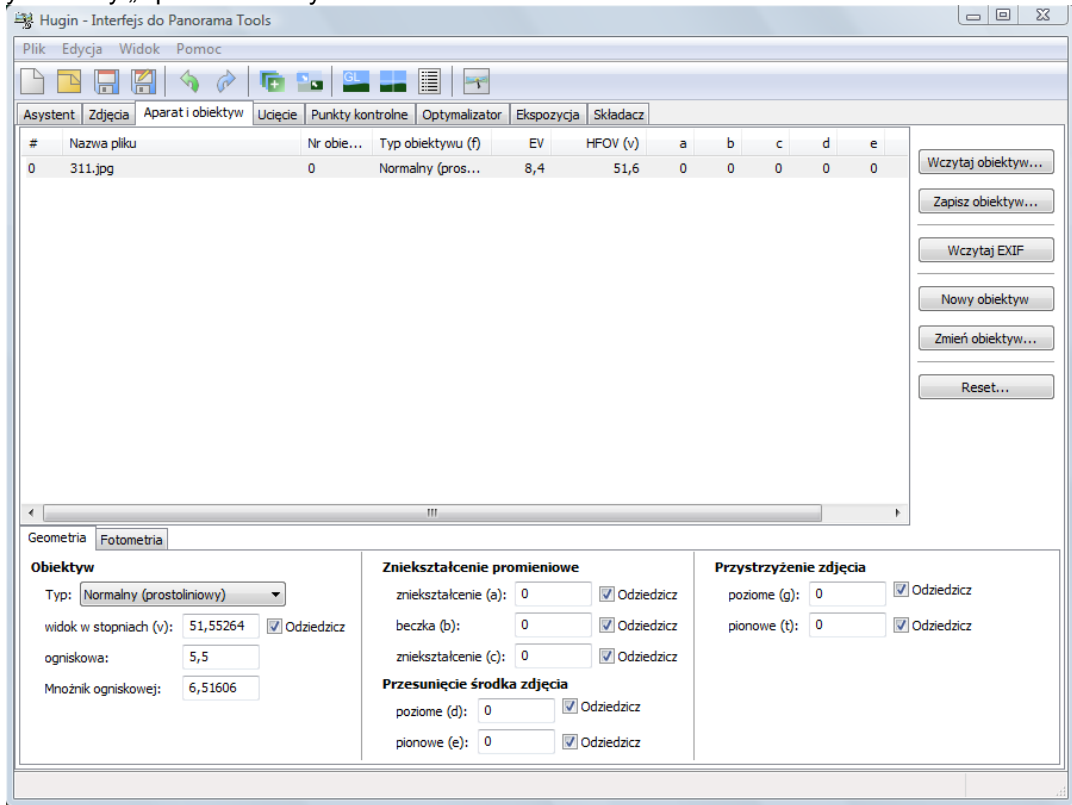 Hugin - Interfejs do Panorama Tools
Plik Edycja Widok Pomoc
GL
Asystent Zdjęcia Aparat i obiektyw Ucięcie Punkty kontrolne Optymalizator Ekspozycja Składacz
# Nazwa pliku Nr obie... Typ obiektywu (f) EV HFOV (v) a b c d e
0 311.jpg 0 Normalny (pros... 8,4 51,6 0 0 0 0 0
Wczytaj obiektyw...
Zapisz obiektyw...
Wczytaj EXIF
Nowy obiektyw
Zmień obiektyw...
Reset...
Geometria Fotometria
Obiektyw
Typ: Normalny (prostoliniowy)
widok w stopniach (v): 51,55264 Odziedzicz
ogniskowa: 5,5
Mnożnik ogniskowej: 6,51606
Zniekształcenie promieniowe
zniekształcenie (a): 0 Odziedzicz
beczka (b): 0 Odziedzicz
zniekształcenie (c): 0 Odziedzicz
Przesunięcie środka zdjęcia
poziome (d): 0 Odziedzicz
pionowe (e): 0 Odziedzicz
Przystrzyżenie zdjęcia
poziome (g): 0 Odziedzicz
pionowe (t): 0 Odziedzicz